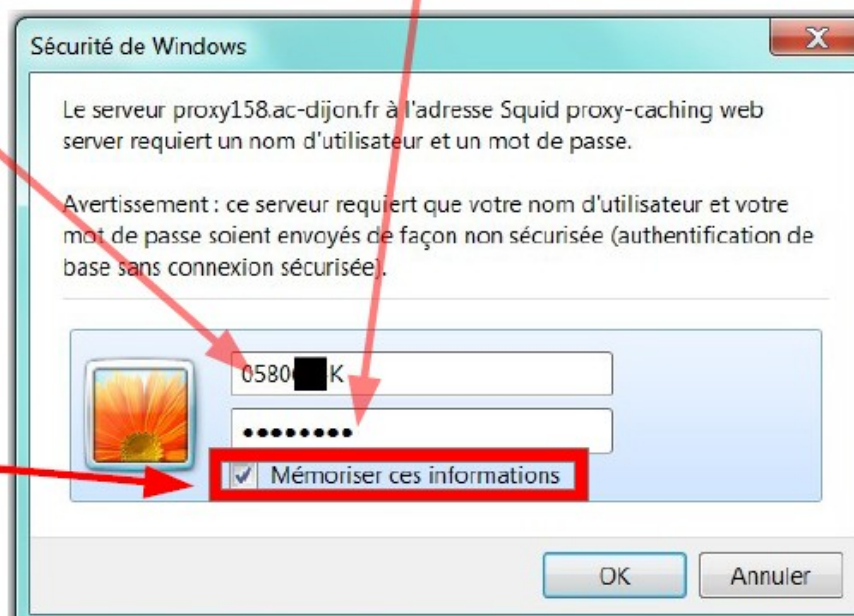 Sécurité de Windows
Le serveur proxy158.ac-dijon.fr à l'adresse Squid proxy-caching web
server requiert un nom d'utilisateur et un mot de passe.
Avertissement : ce serveur requiert que votre nom d'utilisateur et votre
mot de passe soient envoyés de façon non sécurisée (authentification de
base sans connexion sécurisée).
0580 K
••••••••
Mémoriser ces informations
OK
Annuler